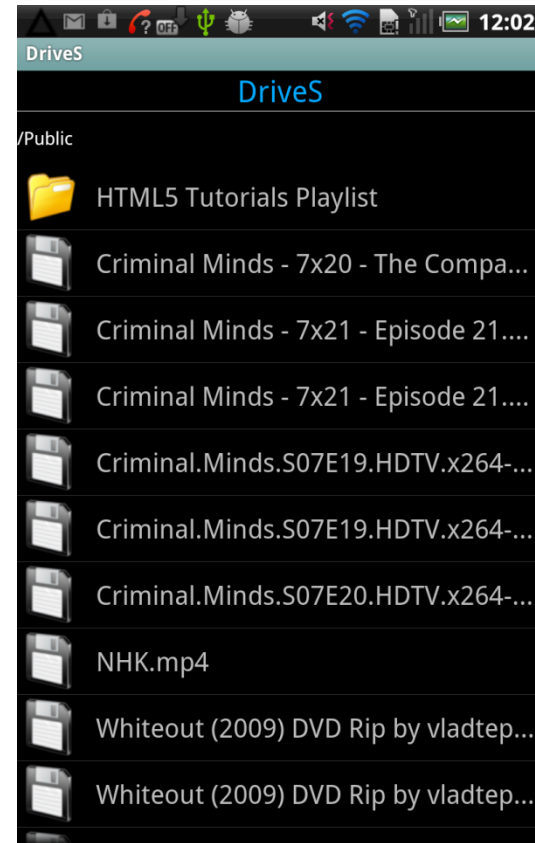 OFF
12:02
DriveS
DriveS
/Public
HTML5 Tutorials Playlist
Criminal Minds - 7x20 - The Compa...
Criminal Minds - 7x21 - Episode 21....
Criminal Minds - 7x21 - Episode 21....
Criminal.Minds.S07E19.HDTV.x264-...
Criminal.Minds.S07E19.HDTV.x264-...
Criminal.Minds.S07E20.HDTV.x264-...
NHK.mp4
Whiteout (2009) DVD Rip by vladtep...
Whiteout (2009) DVD Rip by vladtep...